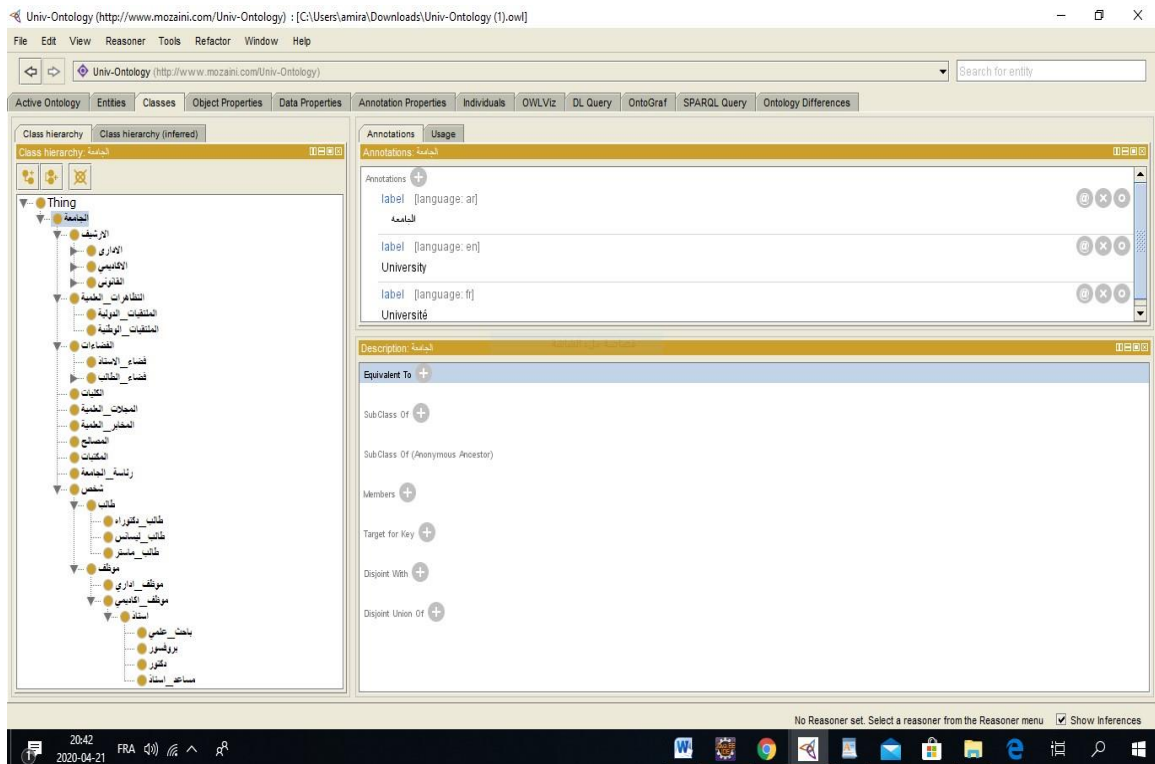 Univ-Ontology (http://www.mozaini.com/Univ-Ontology) : [C:\Users\amira\Downloads\Univ-Ontology (1).owl]
File Edit View Reasoner Tools Refactor Window Help
Univ-Ontology (http://www.mozaini.com/Univ-Ontology)
Search for entity
Active Ontology Entities Classes Object Properties Data Properties Annotation Properties Individuals OWLViz DL Query OntoGraf SPARQL Query Ontology Differences
Class hierarchy Class hierarchy (inferred)
Class hierarchy: الجامعة
Thing
الجامعة
الارشيف
الاداري
الاكاديمي
القانوني
التظاهرات_العلمية
الملتقيات_الدولية
الملتقيات_الوطنية
الفضاءات
فضاء_الاستاذ
فضاء_الطالب
الكليات
المجلات_العلمية
المخابر_العلمية
المصالح
المكتبات
رئاسة_الجامعة
شخص
طالب
طالب_دكتوراه
طالب_ليسانس
طالب_ماستر
موظف
موظف_اداري
موظف_اكاديمي
استاذ
باحث_علمي
بروفسور
دكتور
مساعد_استاذ
Annotations Usage
Annotations: الجامعة
Annotations
label [language: ar]
الجامعة
label [language: en]
University
label [language: fr]
Université
Description: الجامعة
Equivalent To
SubClass Of
SubClass Of (Anonymous Ancestor)
Members
Target for Key
Disjoint With
Disjoint Union Of
No Reasoner set. Select a reasoner from the Reasoner menu Show Inferences
20:42
2020-04-21
FRA